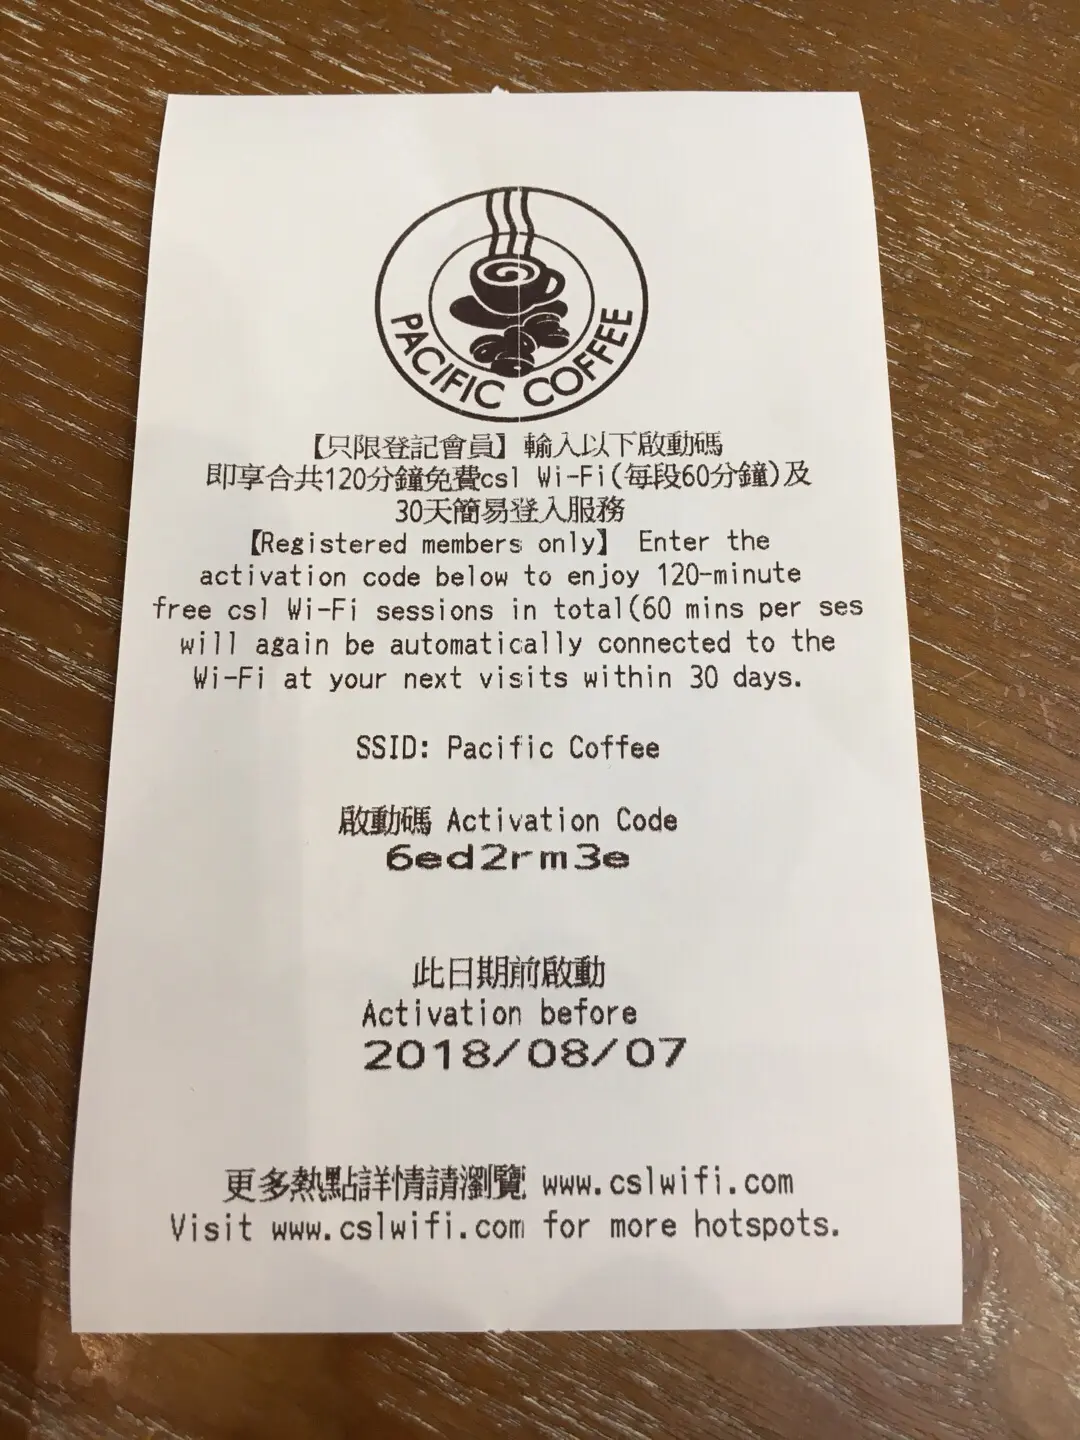 PACIFIC COFFEE
【只限登記會員】輸入以下啟動碼
即享合共120分鐘免費csl Wi-Fi(每段60分鐘)及
30天簡易登入服務
【Registered members only】 Enter the
activation code below to enjoy 120-minute
free csl Wi-Fi sessions in total(60 mins per ses
will again be automatically connected to the
Wi-Fi at your next visits within 30 days.
SSID: Pacific Coffee
啟動碼 Activation Code
6ed2rm3e
此日期前啟動
Activation before
2018/08/07
更多熱點詳情請瀏覽 www.cslwifi.com
Visit www.cslwifi.com for more hotspots.